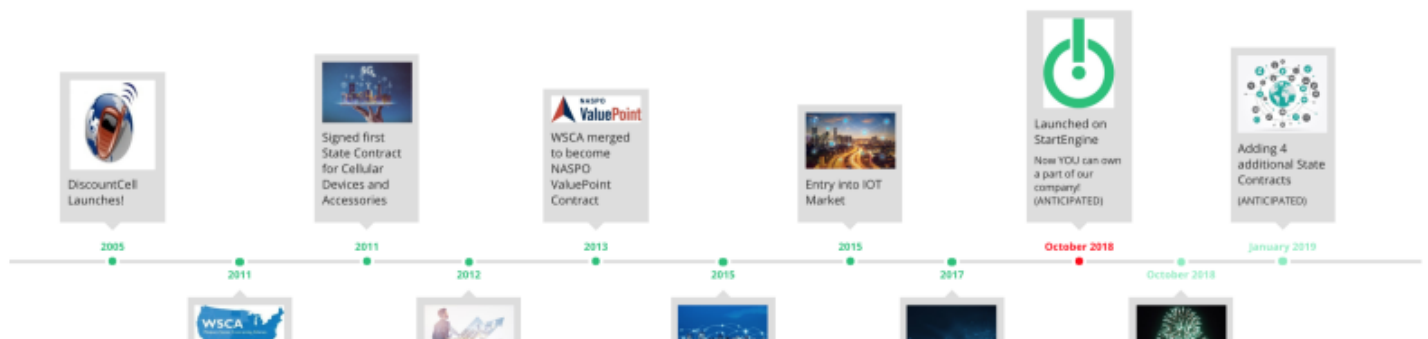 DiscountCell
Launches!
2005
2011
WSCA
5G
Signed first
State Contract
for Cellular
Devices and
Accessories
2011
2012
NASPO
ValuePoint
WSCA merged
to become
NASPO
ValuePoint
Contract
2013
2015
Entry into IOT
Market
2015
2017
Launched on
StartEngine
Now YOU can own
a part of our
company!
(ANTICIPATED)
October 2018
October 2018
Adding 4
additional State
Contracts
(ANTICIPATED)
January 2019